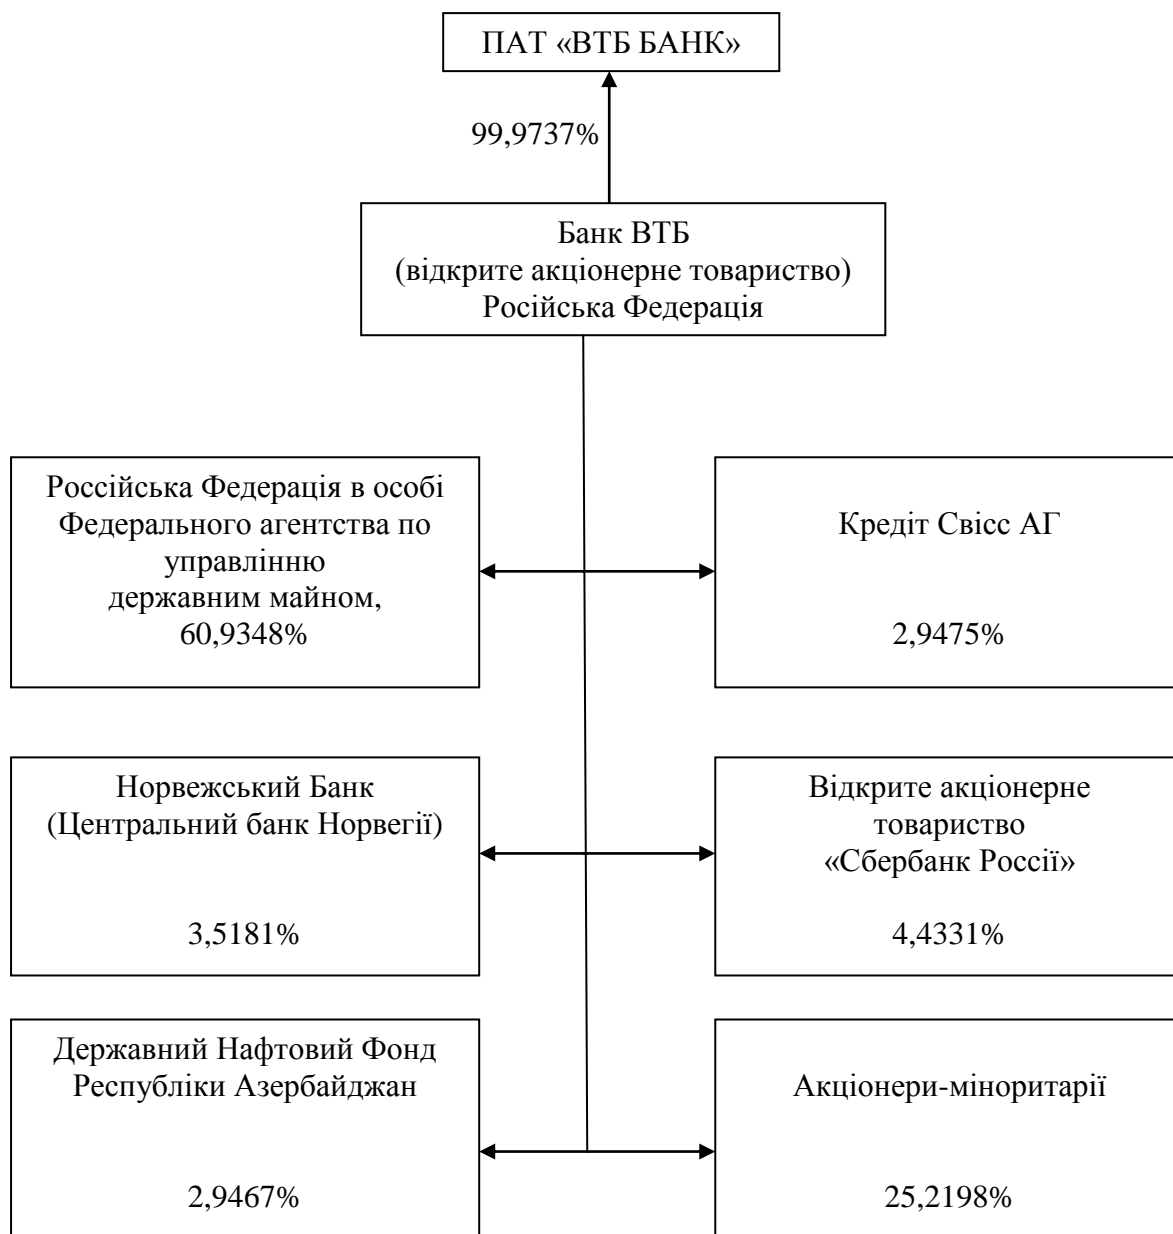 ПАТ «ВТБ БАНК»
99,9737%
Банк ВТБ
(відкрите акціонерне товариство)
Російська Федерація
Россійська Федерація в особі
Федерального агентства по
управлінню
державним майном,
60,9348%
Кредіт Свісс АГ
2,9475%
Норвежський Банк
(Центральний банк Норвегії)
3,5181%
Відкрите акціонерне
товариство
«Сбербанк Россії»
4,4331%
Державний Нафтовий Фонд
Республіки Азербайджан
2,9467%
Акціонери-міноритарії
25,2198%